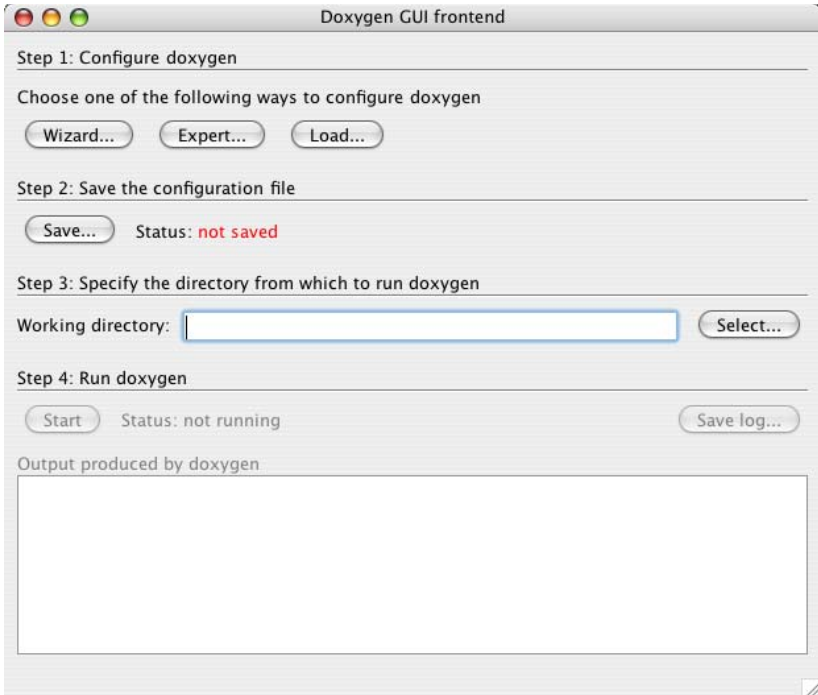 Doxygen GUI frontend
Step 1: Configure doxygen
Choose one of the following ways to configure doxygen
Wizard... Expert... Load...
Step 2: Save the configuration file
Save... Status: not saved
Step 3: Specify the directory from which to run doxygen
Working directory: Select...
Step 4: Run doxygen
Start Status: not running Save log...
Output produced by doxygen